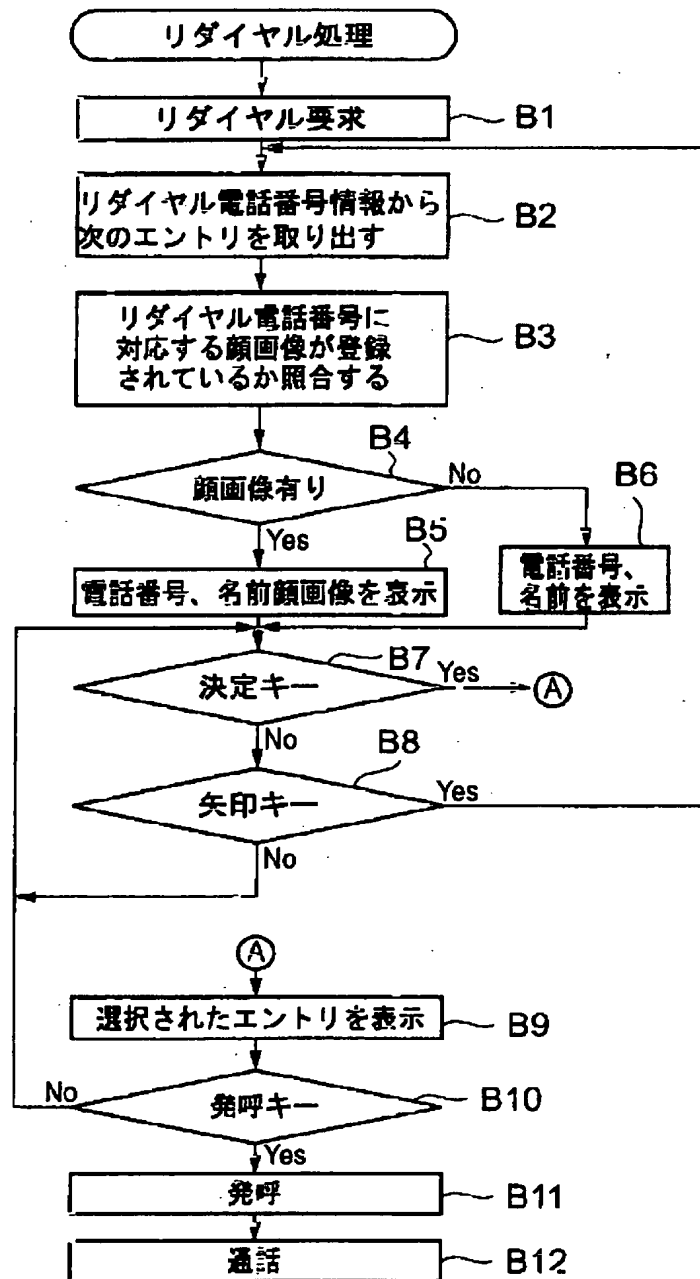 リダイヤル処理
リダイヤル要求
B1
リダイヤル電話番号情報から
次のエントリを取り出す
B2
リダイヤル電話番号に
対応する顔画像が登録
されているか照合する
B3
B4
顔画像有り
No
B6
Yes
B5
電話番号、名前顔画像を表示
電話番号、
名前を表示
B7
決定キー
Yes
A
No
B8
矢印キー
Yes
No
A
選択されたエントリを表示
B9
No
発呼キー
B10
Yes
発呼
B11
通話
B12